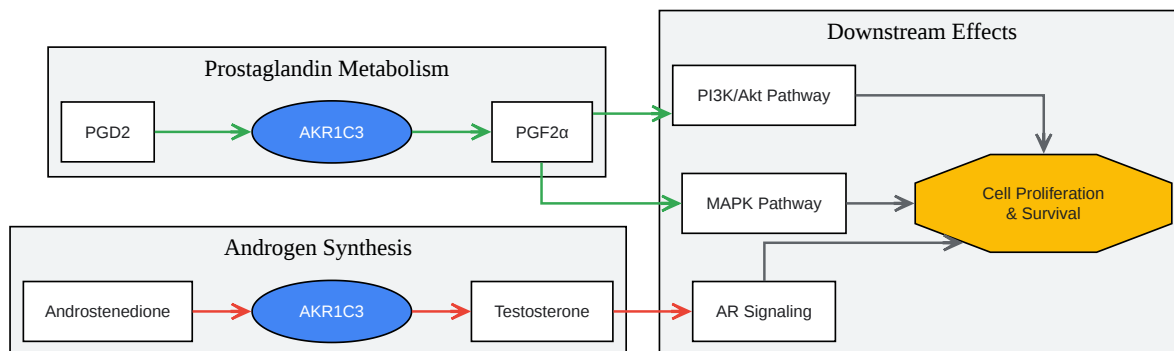 Downstream Effects
Prostaglandin Metabolism
PI3K/Akt Pathway
PGD2
AKR1C3
PGF2α
MAPK Pathway
Cell Proliferation
& Survival
Androgen Synthesis
Androstenedione
AKR1C3
Testosterone
AR Signaling